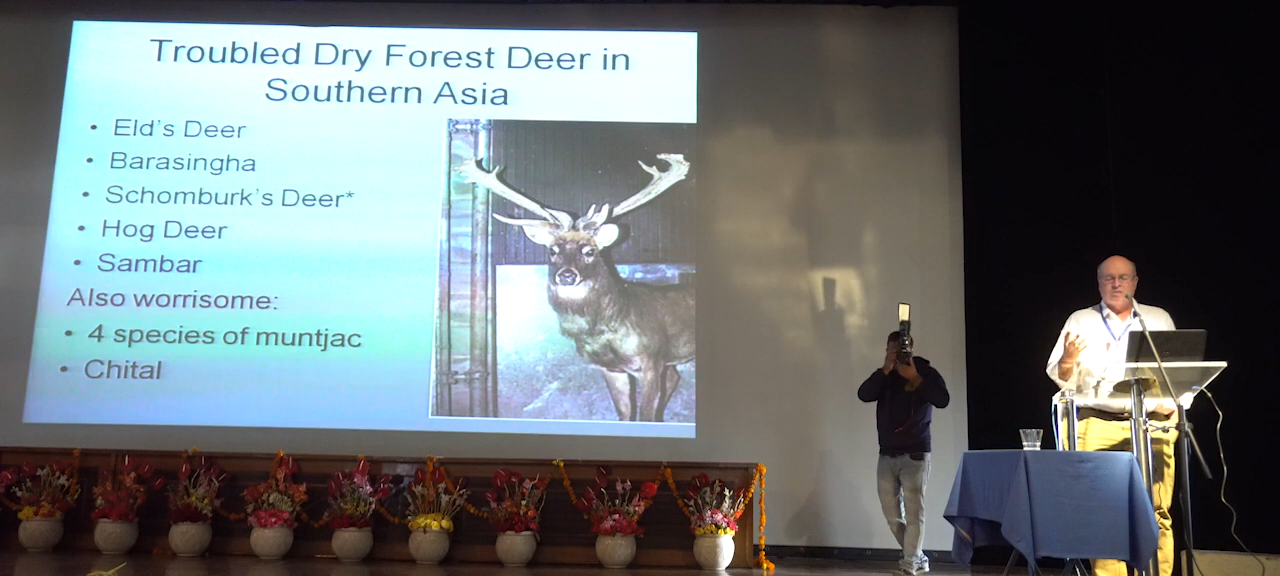 Troubled Dry Forest Deer in
Southern Asia
• Eld's Deer
• Barasingha
• Schomburk's Deer*
• Hog Deer
• Sambar
Also worrisome:
• 4 species of muntjac
• Chital